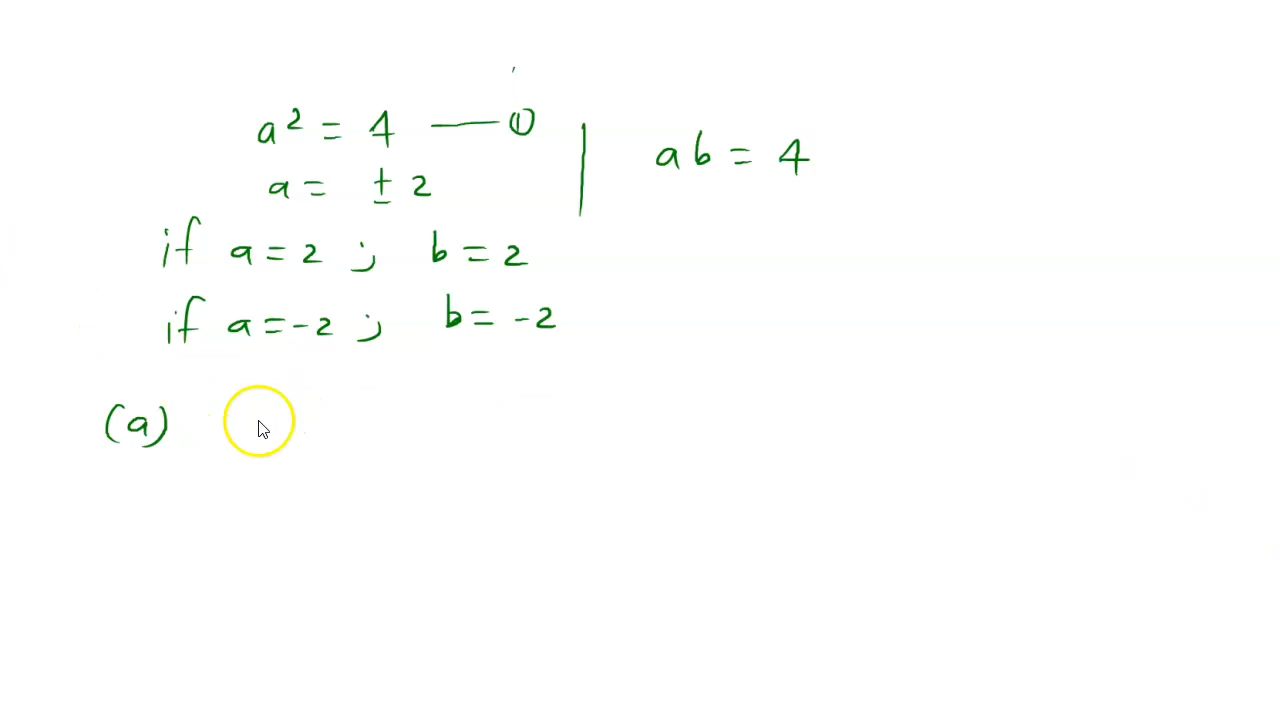 a² = 4 — ①
ab = 4
a = ± 2
if a = 2 ; b = 2
if a = -2 ; b = -2
(a)